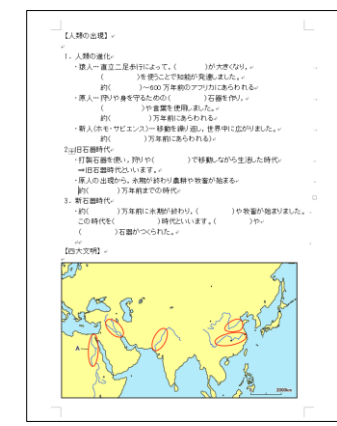 【人類の出現】
1. 人類の進化
・猿人ー直立二足歩行によって,(　　　)が大きくなり,
(　　　)を使うことで知能が発達しました。
約(　　　)~600万年前のアフリカにあらわれる
・原人ー狩りや身を守るための(　　　)石器を作り,
(　　　)や言葉を使用しました。
約(　　　)万年前にあらわれる
・新人(ホモ・サピエンス)ー移動を繰り返し,世界中に広がりました。
約(　　　)万年前にあらわれる)
2. 旧石器時代
・打製石器を使い,狩りや(　　　)で移動しながら生活した時代
⇒旧石器時代といいます。
・原人の出現から,氷期が終わり農耕や牧畜が始まる
約(　　　)万年前までの時代
3. 新石器時代
・約(　　　)万年前に氷期が終わり,(　　　)や牧畜が始まりました。
この時代を(　　　)時代といいます。(　　　)や
(　　　)石器がつくられた。
【四大文明】
A
2000km